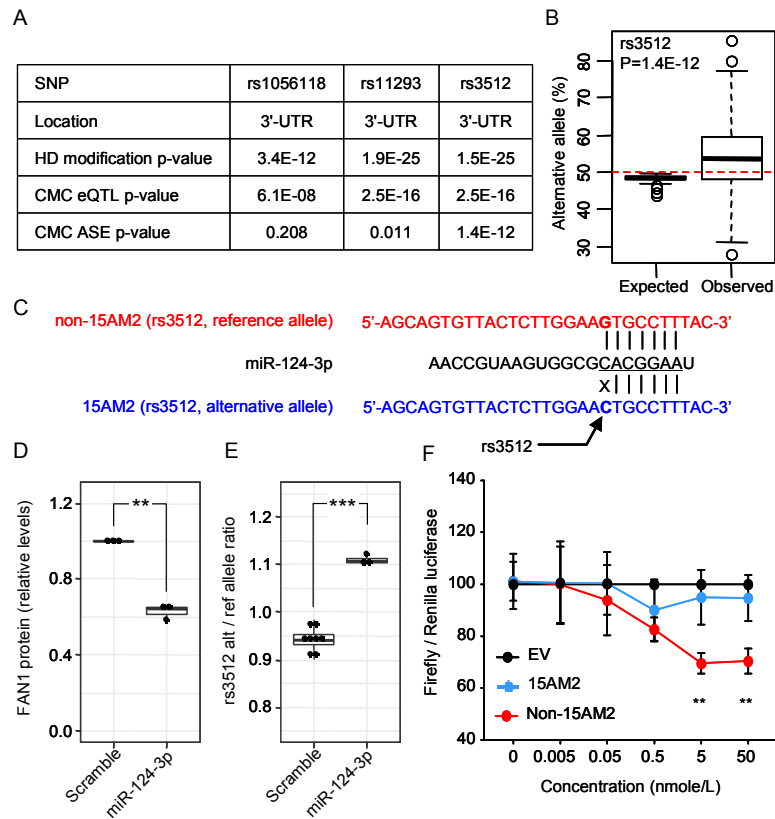 A
SNP rs1056118 rs11293 rs3512
Location 3'-UTR 3'-UTR 3'-UTR
HD modification p-value 3.4E-12 1.9E-25 1.5E-25
CMC eQTL p-value 6.1E-08 2.5E-16 2.5E-16
CMC ASE p-value 0.208 0.011 1.4E-12
B
rs3512
P=1.4E-12
Alternative allele (%)
80
70
60
50
40
30
Expected Observed
C
non-15AM2 (rs3512, reference allele) 5'-AGCAGTGTTACTCTTGGAAGTGCCTTTAC-3'
miR-124-3p AACCGUAAGUGGCGCACGGAAU
X
15AM2 (rs3512, alternative allele) 5'-AGCAGTGTTACTCTTGGAACTGCCTTTAC-3'
rs3512
D
FAN1 protein (relative levels)
1.2
1.0
0.6
0.4
0.0
**
Scramble
miR-124-3p
E
rs3512 alt / ref allele ratio
1.2
1.1
1.0
0.9
0.8
***
Scramble
miR-124-3p
F
Firefly / Renilla luciferase
140
120
100
80
60
40
EV
15AM2
Non-15AM2
** **
0 0.005 0.05 0.5 5 50
Concentration (nmole/L)